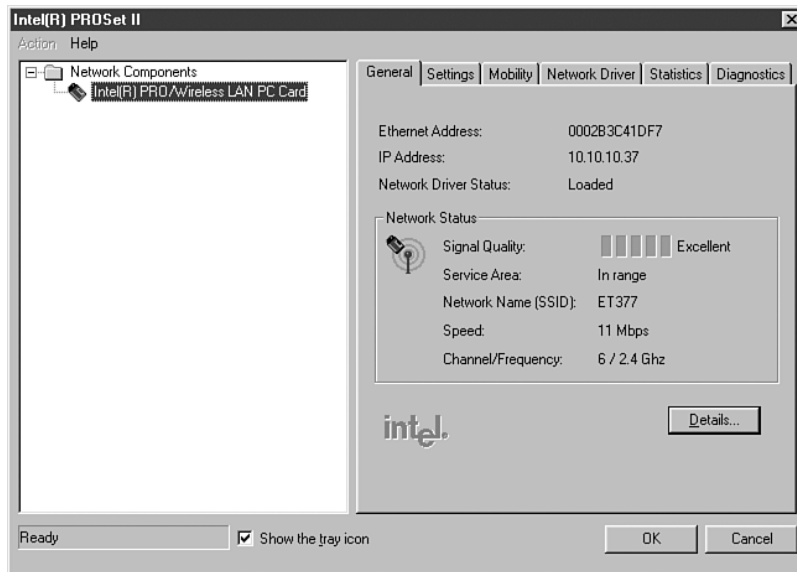 Intel(R) PROSet II
Action Help
Network Components
Intel(R) PRO/Wireless LAN PC Card
General Settings Mobility Network Driver Statistics Diagnostics
Ethernet Address: 0002B3C41DF7
IP Address: 10.10.10.37
Network Driver Status: Loaded
Network Status
Signal Quality: Excellent
Service Area: In range
Network Name (SSID): ET377
Speed: 11 Mbps
Channel/Frequency: 6 / 2.4 Ghz
intel.
Details...
Ready
Show the tray icon
OK Cancel